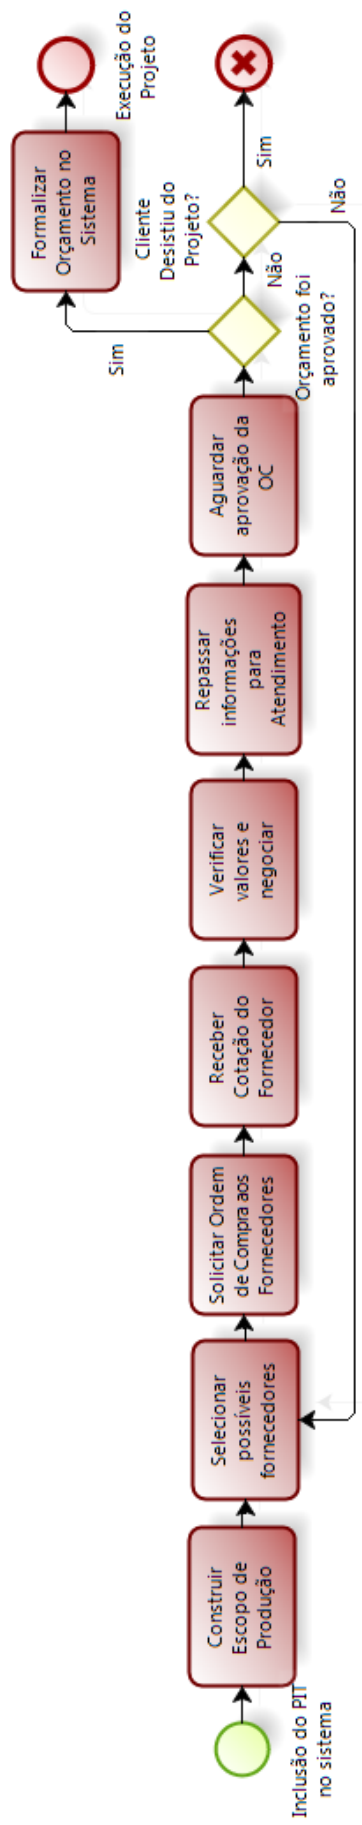 Inclusão do PIT
no sistema
Construir
Escopo de
Produção
Selecionar
possíveis
fornecedores
Solicitar Ordem
de Compra aos
Fornecedores
Receber
Cotação do
Fornecedor
Verificar
valores e
negociar
Repassar
informações
para
Atendimento
Aguardar
aprovação da
OC
Orçamento foi
aprovado?
Sim
Formalizar
Orçamento no
Sistema
Execução do
Projeto
Não
Cliente
Desistiu do
Projeto?
Sim
Não